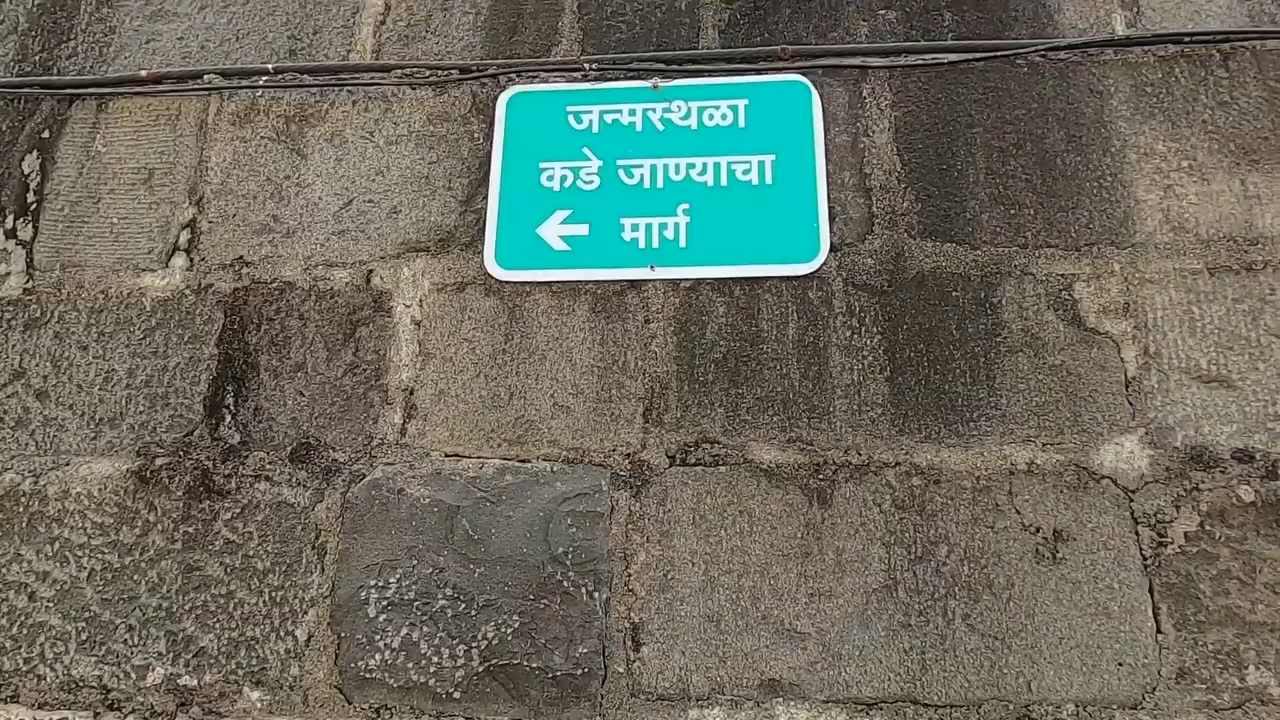 जन्मस्थळा
कडे जाण्याचा
← मार्ग